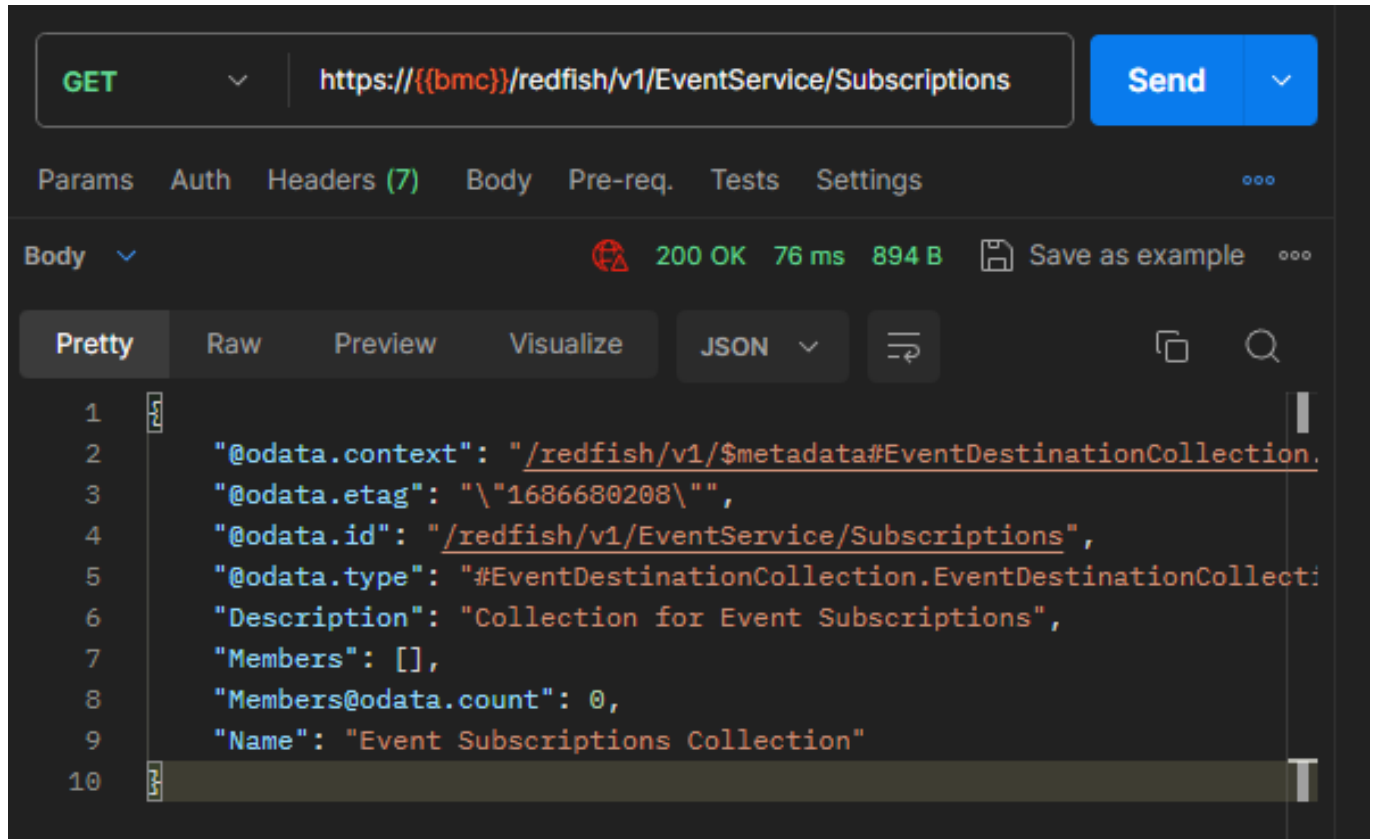 GET https://{{bmc}}/redfish/v1/EventService/Subscriptions Send
Params Auth Headers (7) Body Pre-req. Tests Settings
Body 200 OK 76 ms 894 B Save as example
Pretty Raw Preview Visualize JSON
1 {
2 "@odata.context": "/redfish/v1/$metadata#EventDestinationCollection.
3 "@odata.etag": "\"1686680208\"",
4 "@odata.id": "/redfish/v1/EventService/Subscriptions",
5 "@odata.type": "#EventDestinationCollection.EventDestinationCollecti
6 "Description": "Collection for Event Subscriptions",
7 "Members": [],
8 "Members@odata.count": 0,
9 "Name": "Event Subscriptions Collection"
10 }